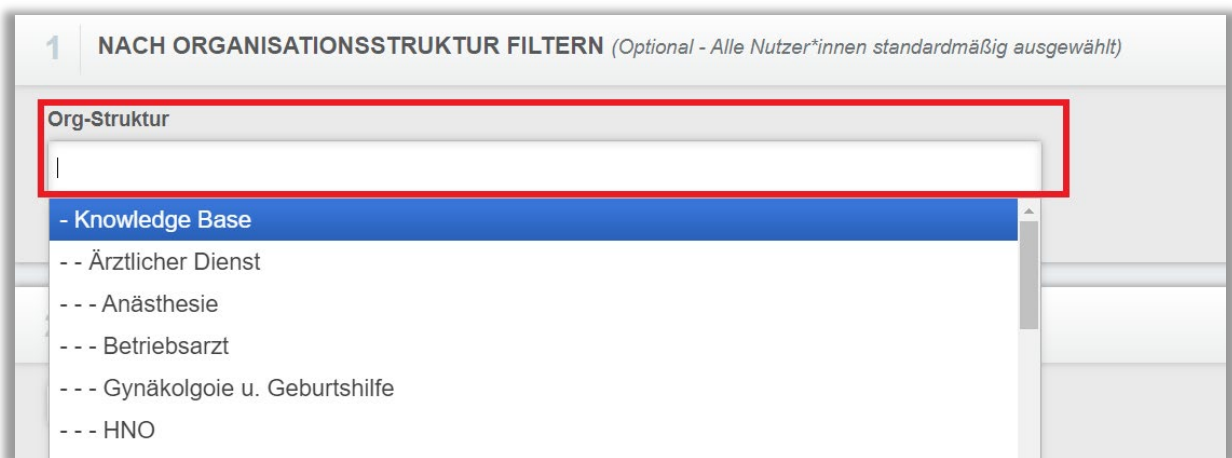 1 NACH ORGANISATIONSSTRUKTUR FILTERN (Optional - Alle Nutzer*innen standardmäßig ausgewählt)
Org-Struktur
- Knowledge Base
- - Ärztlicher Dienst
- - - Anästhesie
- - - Betriebsarzt
- - - Gynäkolgoie u. Geburtshilfe
- - - HNO